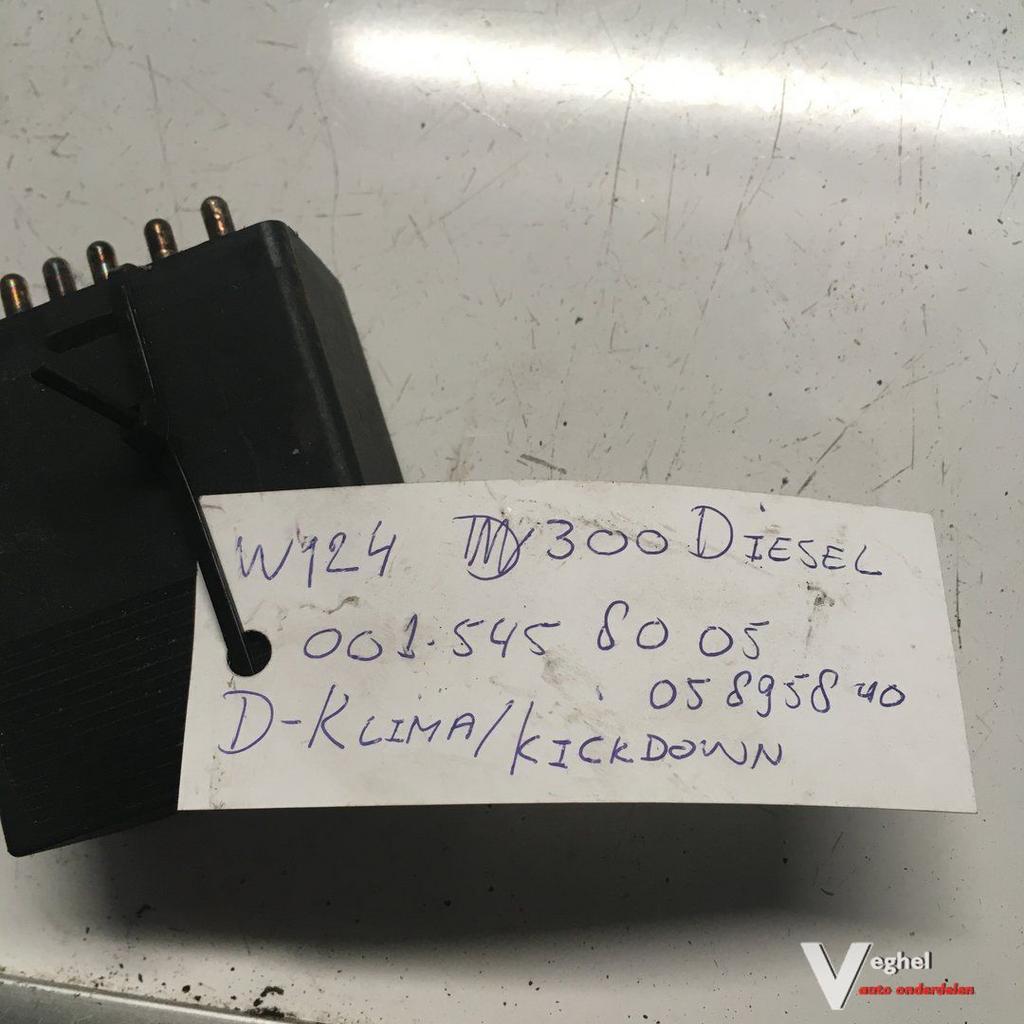 W124 300 DIESEL
001.545 80 05
058958 40
D-KLIMA/KICKDOWN
Veghel
auto onderdelen